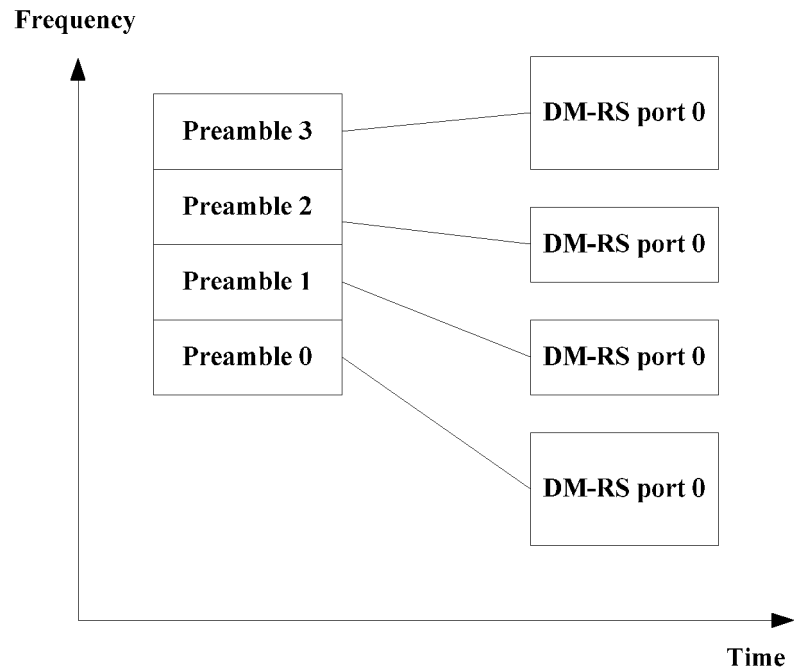 Frequency
Preamble 3
DM-RS port 0
Preamble 2
DM-RS port 0
Preamble 1
DM-RS port 0
Preamble 0
DM-RS port 0
Time